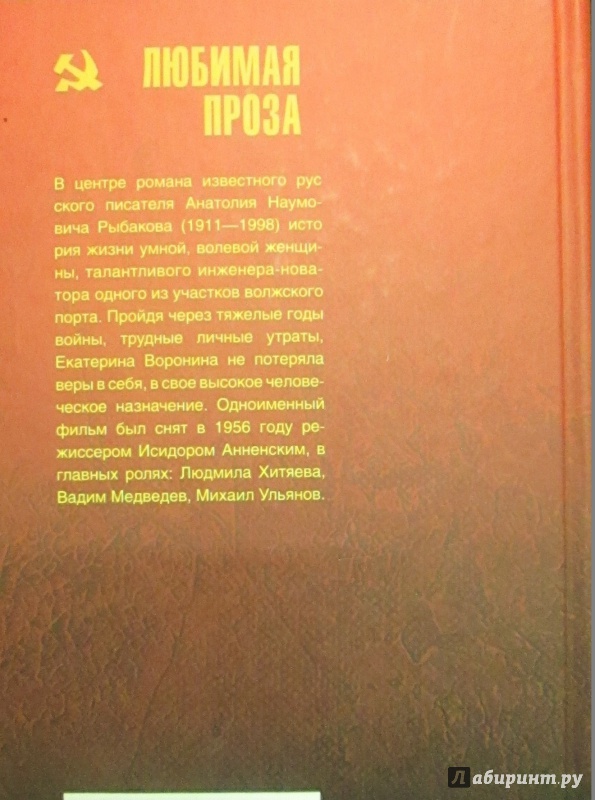 ЛЮБИМАЯ
ПРОЗА
В центре романа известного рус
ского писателя Анатолия Наумо-
вича Рыбакова (1911—1998) исто
рия жизни умной, волевой женщи-
ны, талантливого инженера-нова-
тора одного из участков волжского
порта. Пройдя через тяжелые годы
войны, трудные личные утраты,
Екатерина Воронина не потеряла
веры в себя, в свое высокое челове-
ческое назначение. Одноименный
фильм был снят в 1956 году ре-
жиссером Исидором Анненским, в
главных ролях: Людмила Хитяева,
Вадим Медведев, Михаил Ульянов.
Лабиринт.ру